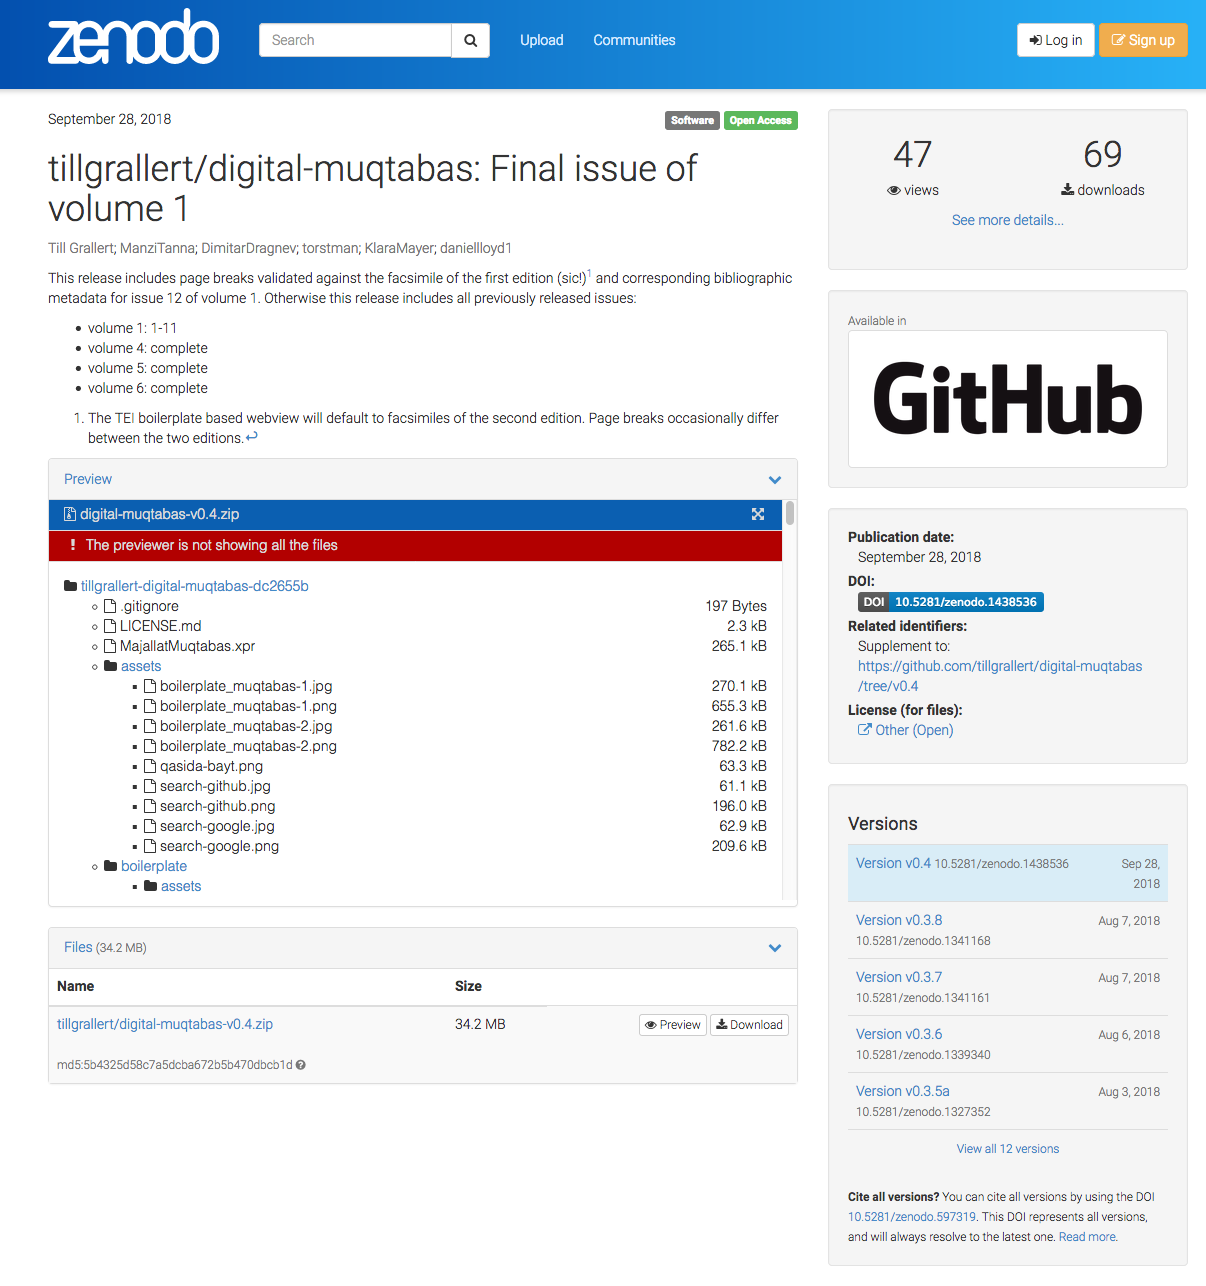 zenodo
Search
Upload
Communities
Log in
Sign up
September 28, 2018
Software
Open Access
tillgrallert/digital-muqtabas: Final issue of
volume 1
Till Grallert; ManziTanna; DimitarDragnev; torstman; KlaraMayer; daniellloyd1
This release includes page breaks validated against the facsimile of the first edition (sic!)1 and corresponding bibliographic
metadata for issue 12 of volume 1. Otherwise this release includes all previously released issues:
• volume 1: 1-11
• volume 4: complete
• volume 5: complete
• volume 6: complete
1. The TEI boilerplate based webview will default to facsimiles of the second edition. Page breaks occasionally differ
between the two editions.↩
Preview
digital-muqtabas-v0.4.zip
! The previewer is not showing all the files
tillgrallert-digital-muqtabas-dc2655b
.gitignore 197 Bytes
LICENSE.md 2.3 kB
MajallatMuqtabas.xpr 265.1 kB
assets
boilerplate_muqtabas-1.jpg 270.1 kB
boilerplate_muqtabas-1.png 655.3 kB
boilerplate_muqtabas-2.jpg 261.6 kB
boilerplate_muqtabas-2.png 782.2 kB
qasida-bayt.png 63.3 kB
search-github.jpg 61.1 kB
search-github.png 196.0 kB
search-google.jpg 62.9 kB
search-google.png 209.6 kB
boilerplate
assets
Files (34.2 MB)
Name Size
tillgrallert/digital-muqtabas-v0.4.zip 34.2 MB Preview Download
md5:5b4325d58c7a5dcba672b5b470dbcb1d
47 69
views downloads
See more details...
Available in
GitHub
Publication date:
September 28, 2018
DOI:
DOI 10.5281/zenodo.1438536
Related identifiers:
Supplement to:
https://github.com/tillgrallert/digital-muqtabas
/tree/v0.4
License (for files):
Other (Open)
Versions
Version v0.4 10.5281/zenodo.1438536 Sep 28,
2018
Version v0.3.8 Aug 7, 2018
10.5281/zenodo.1341168
Version v0.3.7 Aug 7, 2018
10.5281/zenodo.1341161
Version v0.3.6 Aug 6, 2018
10.5281/zenodo.1339340
Version v0.3.5a Aug 3, 2018
10.5281/zenodo.1327352
View all 12 versions
Cite all versions? You can cite all versions by using the DOI
10.5281/zenodo.597319. This DOI represents all versions,
and will always resolve to the latest one. Read more.